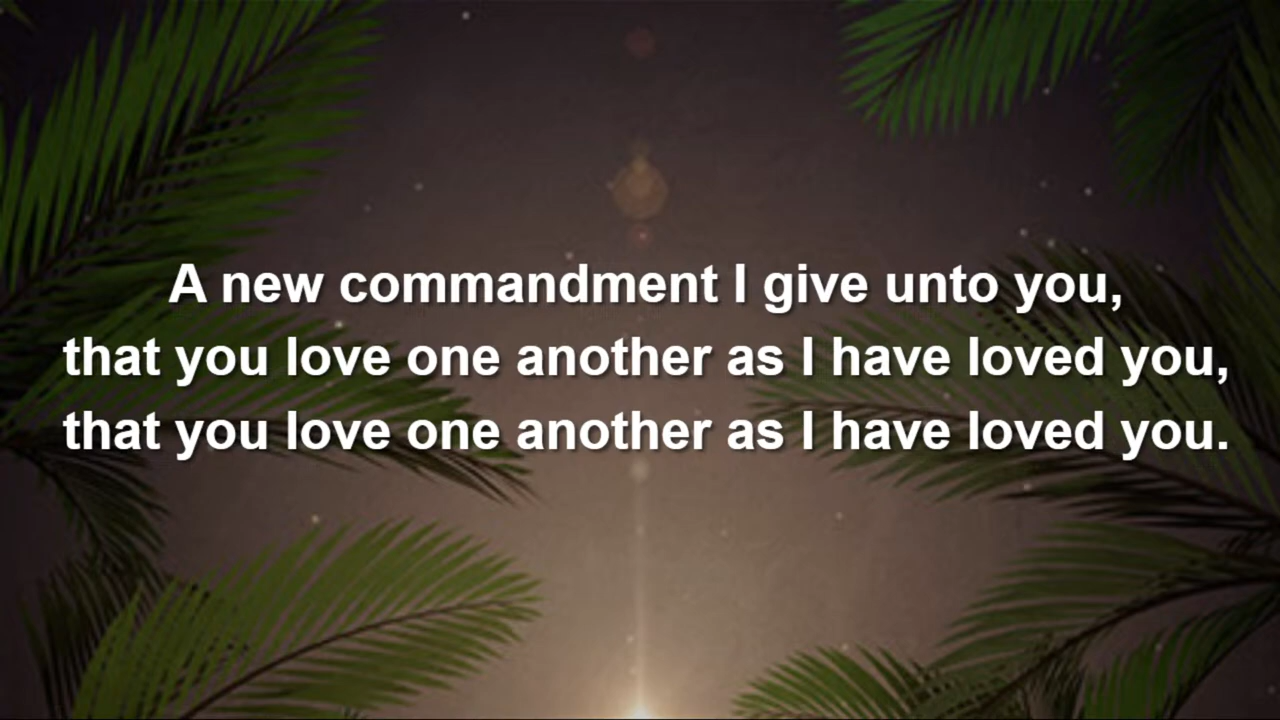 A new commandment I give unto you,
that you love one another as I have loved you,
that you love one another as I have loved you.